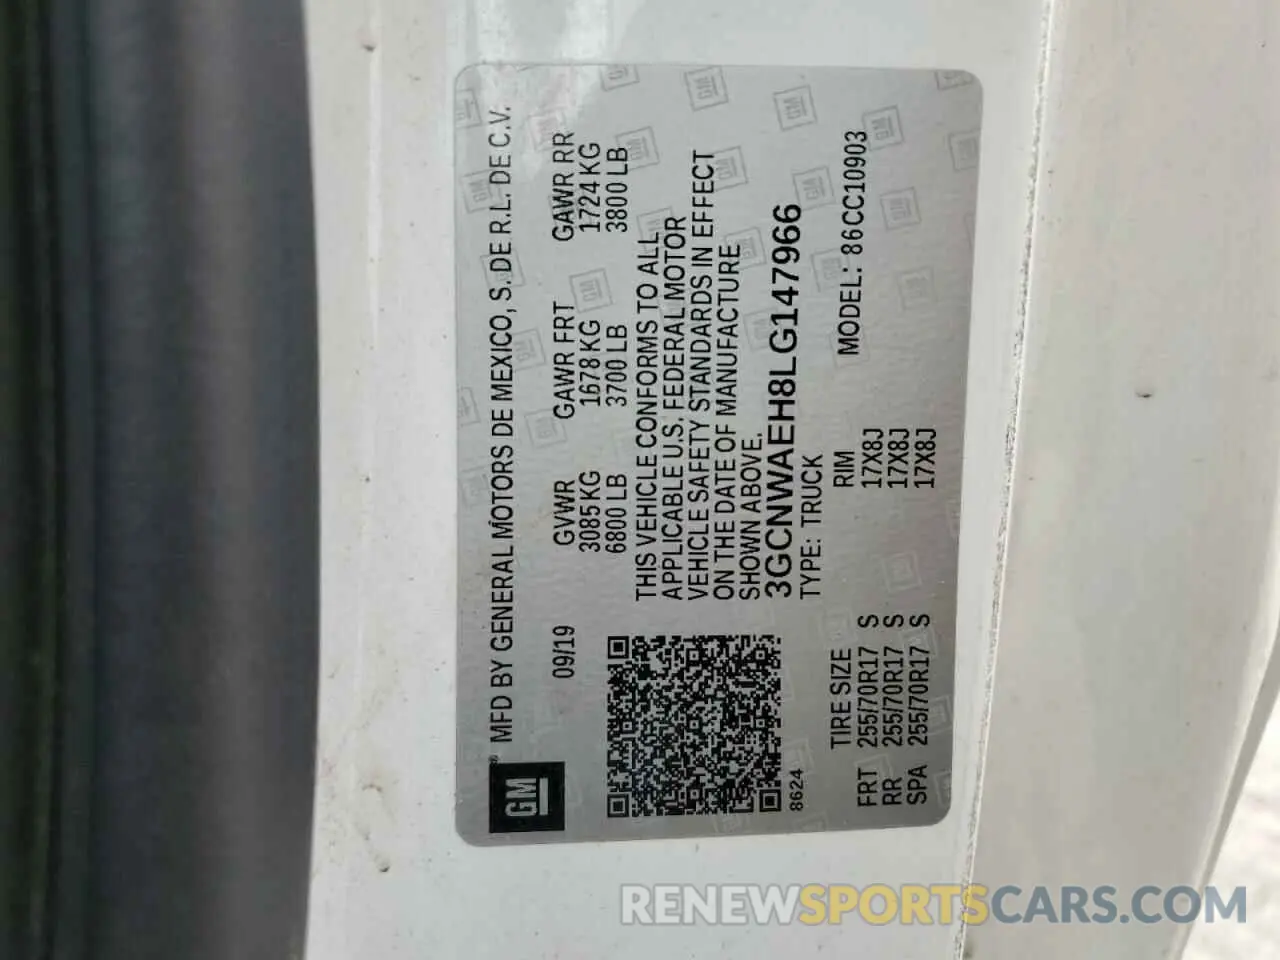 GM® MFD BY GENERAL MOTORS DE MEXICO, S. DE R.L. DE C.V.
09/19 GVWR GAWR FRT GAWR RR
3085 KG 1678 KG 1724 KG
6800 LB 3700 LB 3800 LB
THIS VEHICLE CONFORMS TO ALL
APPLICABLE U.S. FEDERAL MOTOR
VEHICLE SAFETY STANDARDS IN EFFECT
ON THE DATE OF MANUFACTURE
SHOWN ABOVE.
3GCNWAEH8LG147966
8624 TYPE: TRUCK
TIRE SIZE RIM MODEL: 86CC10903
FRT 255/70R17 S 17X8J
RR 255/70R17 S 17X8J
SPA 255/70R17 S 17X8J
RENEWSPORTSCARS.COM